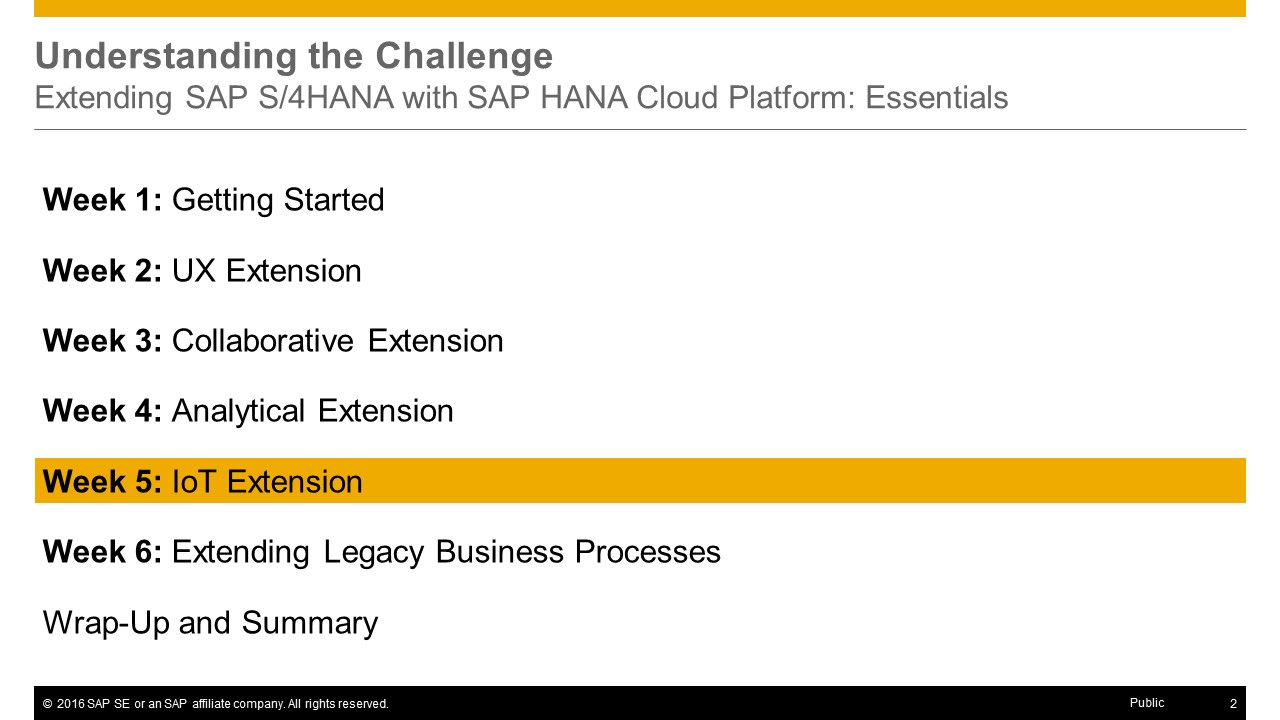 Understanding the Challenge
Extending SAP S/4HANA with SAP HANA Cloud Platform: Essentials
Week 1: Getting Started
Week 2: UX Extension
Week 3: Collaborative Extension
Week 4: Analytical Extension
Week 5: IoT Extension
Week 6: Extending Legacy Business Processes
Wrap-Up and Summary
© 2016 SAP SE or an SAP affiliate company. All rights reserved. Public 2